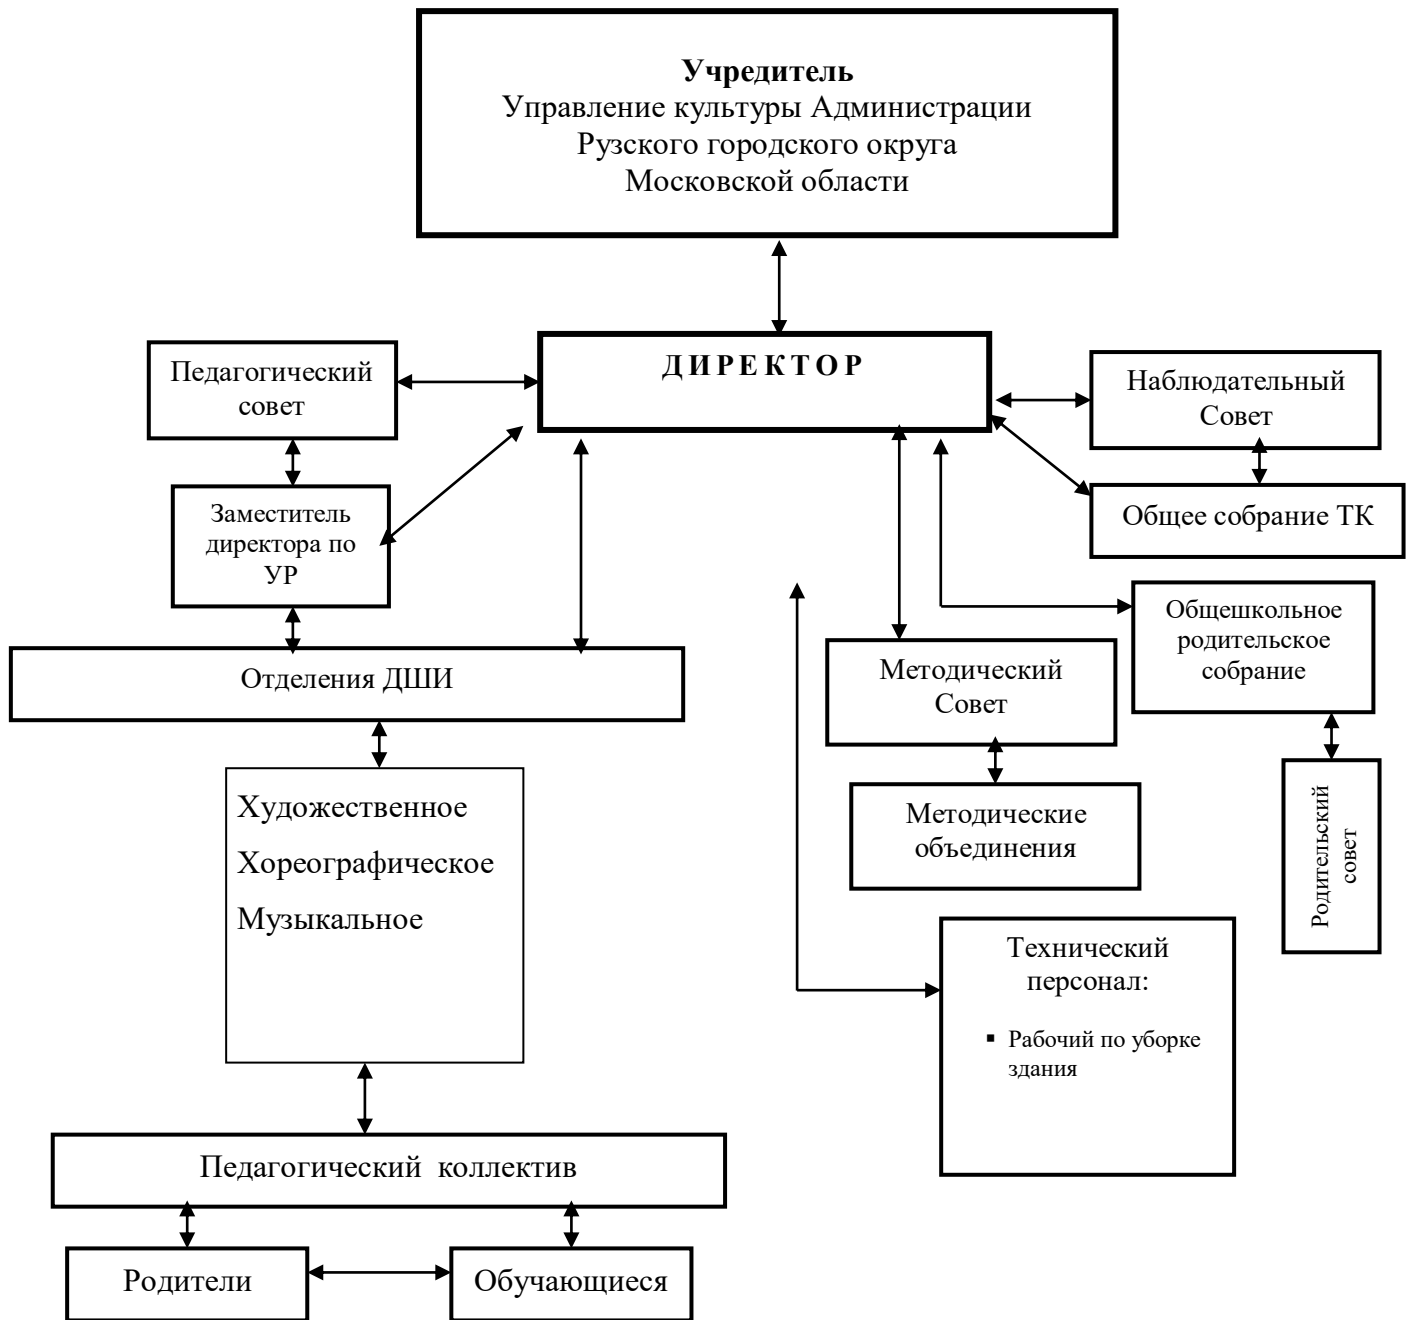 Учредитель
Управление культуры Администрации
Рузского городского округа
Московской области
ДИРЕКТОР
Педагогический
совет
Наблюдательный
Совет
Заместитель
директора по
УР
Общее собрание ТК
Общешкольное
родительское
собрание
Отделения ДШИ
Методический
Совет
Художественное
Хореографическое
Музыкальное
Методические
объединения
Родительский
совет
Технический
персонал:
▪ Рабочий по уборке
здания
Педагогический коллектив
Родители
Обучающиеся